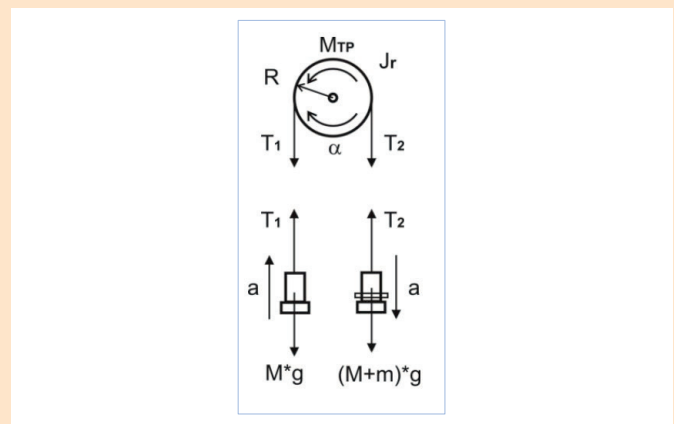 MTP
Jr
R
T1 T2
α
T1 T2
a a
M*g (M+m)*g